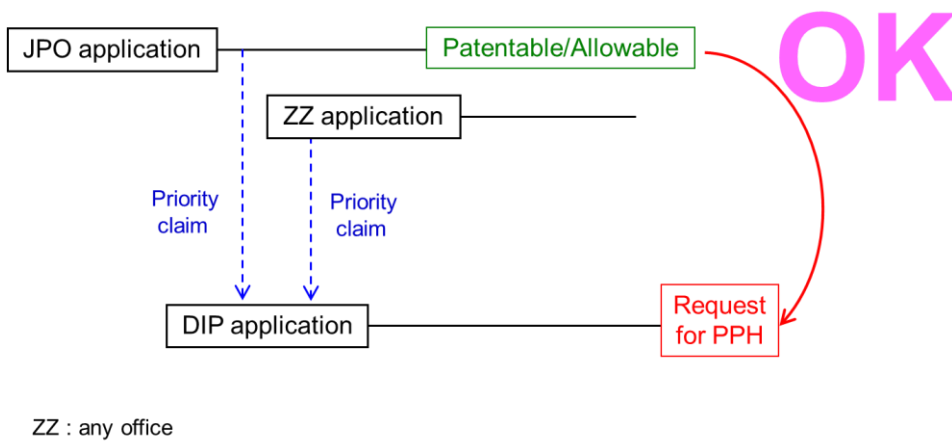 OK
JPO application
Patentable/Allowable
ZZ application
Priority
claim
Priority
claim
DIP application
Request
for PPH
ZZ : any office